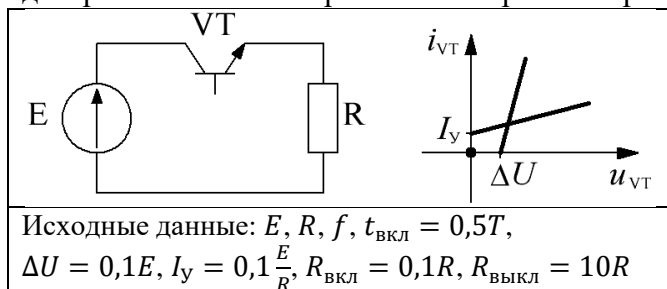 VT
E
R
i_VT
I_у
ΔU
u_VT
Исходные данные: E, R, f, t_вкл = 0,5T,
ΔU = 0,1E, I_У = 0,1 E/R, R_вкл = 0,1R, R_выкл = 10R